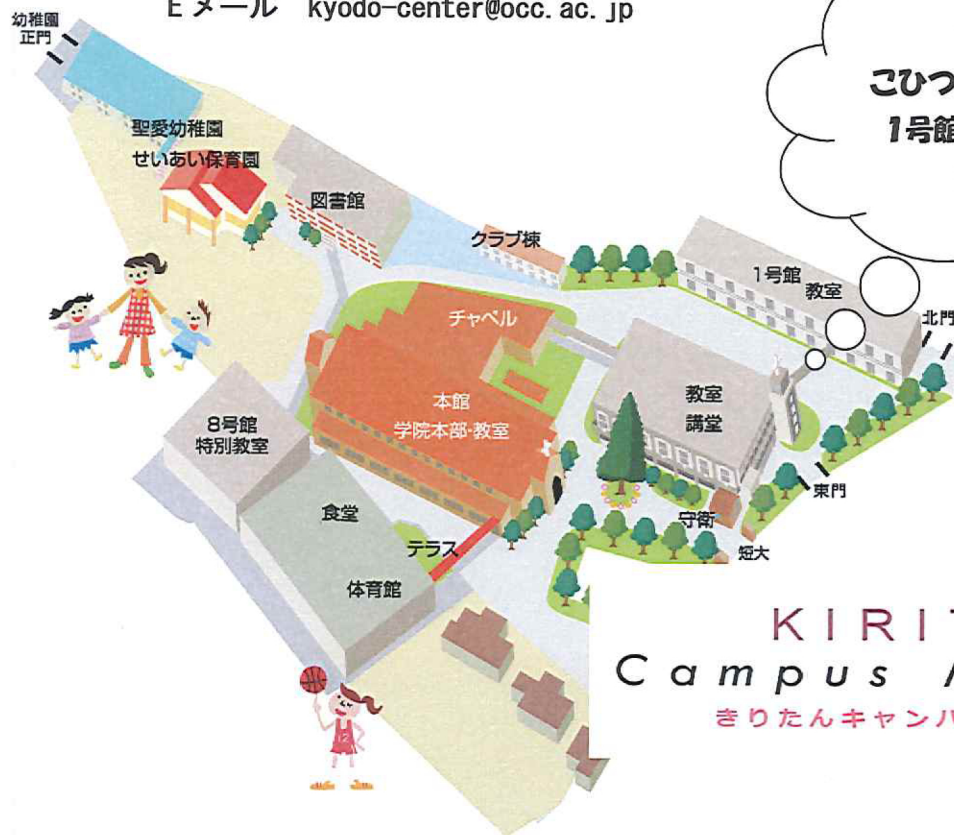 Eメール kyodo-center@occ.ac.jp
幼稚園
正門
こひつ
1号館
聖愛幼稚園
せいあい保育園
図書館
クラブ棟
1号館
教室
北門
チャペル
本館
学院本部・教室
教室
講堂
8号館
特別教室
食堂
テラス
体育館
守衛
東門
短大
KIRI
Campus
きりたんキャンパ
12